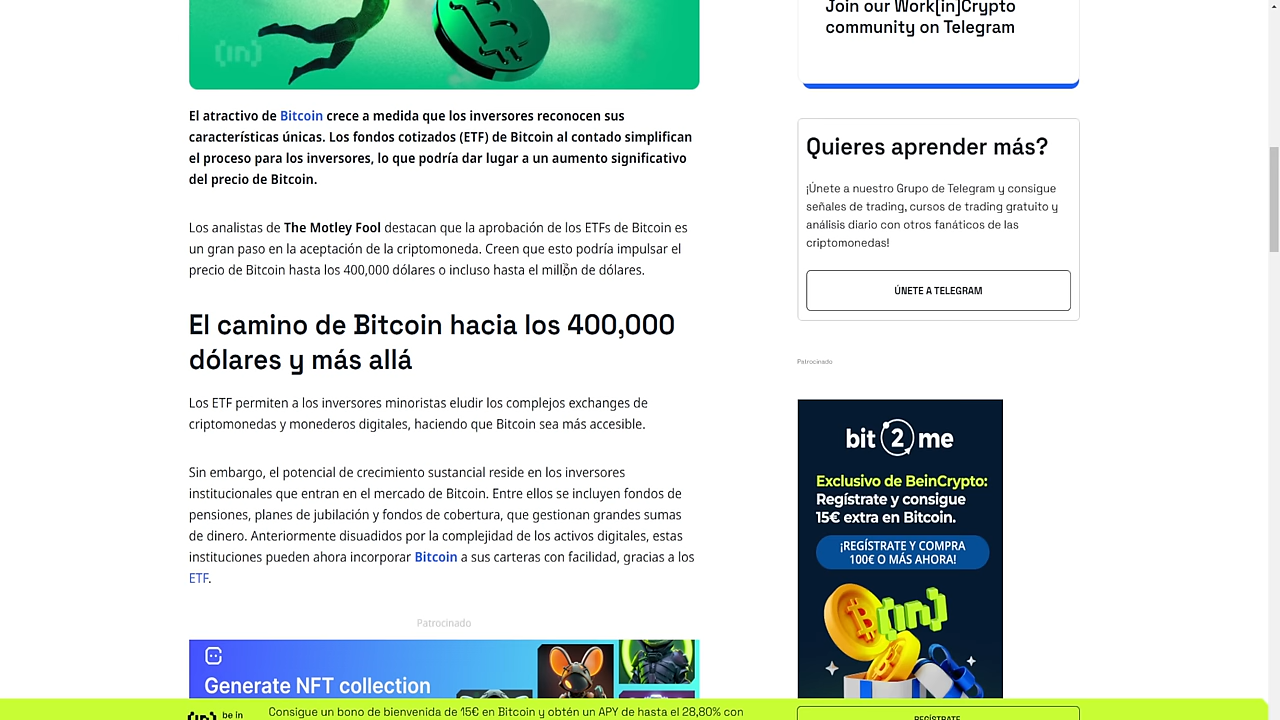 [in]
El atractivo de Bitcoin crece a medida que los inversores reconocen sus
características únicas. Los fondos cotizados (ETF) de Bitcoin al contado simplifican
el proceso para los inversores, lo que podría dar lugar a un aumento significativo
del precio de Bitcoin.
Los analistas de The Motley Fool destacan que la aprobación de los ETFs de Bitcoin es
un gran paso en la aceptación de la criptomoneda. Creen que esto podría impulsar el
precio de Bitcoin hasta los 400,000 dólares o incluso hasta el millón de dólares.
El camino de Bitcoin hacia los 400,000
dólares y más allá
Los ETF permiten a los inversores minoristas eludir los complejos exchanges de
criptomonedas y monederos digitales, haciendo que Bitcoin sea más accesible.
Sin embargo, el potencial de crecimiento sustancial reside en los inversores
institucionales que entran en el mercado de Bitcoin. Entre ellos se incluyen fondos de
pensiones, planes de jubilación y fondos de cobertura, que gestionan grandes sumas
de dinero. Anteriormente disuadidos por la complejidad de los activos digitales, estas
instituciones pueden ahora incorporar Bitcoin a sus carteras con facilidad, gracias a los
ETF.
Patrocinado
Generate NFT collection
Join our Work[in]Crypto
community on Telegram
Quieres aprender más?
¡Únete a nuestro Grupo de Telegram y consigue
señales de trading, cursos de trading gratuito y
análisis diario con otros fanáticos de las
criptomonedas!
ÚNETE A TELEGRAM
Patrocinado
bit2me
Exclusivo de BeInCrypto:
Regístrate y consigue
15€ extra en Bitcoin.
¡REGÍSTRATE Y COMPRA
100€ O MÁS AHORA!
[in]
[in] be in
Consigue un bono de bienvenida de 15€ en Bitcoin y obtén un APY de hasta el 28,80% con
REGÍSTRATE